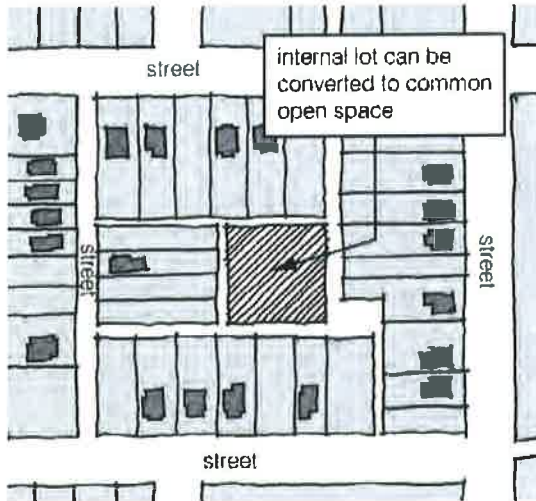 internal lot can be
converted to common
open space
street
street
street
street